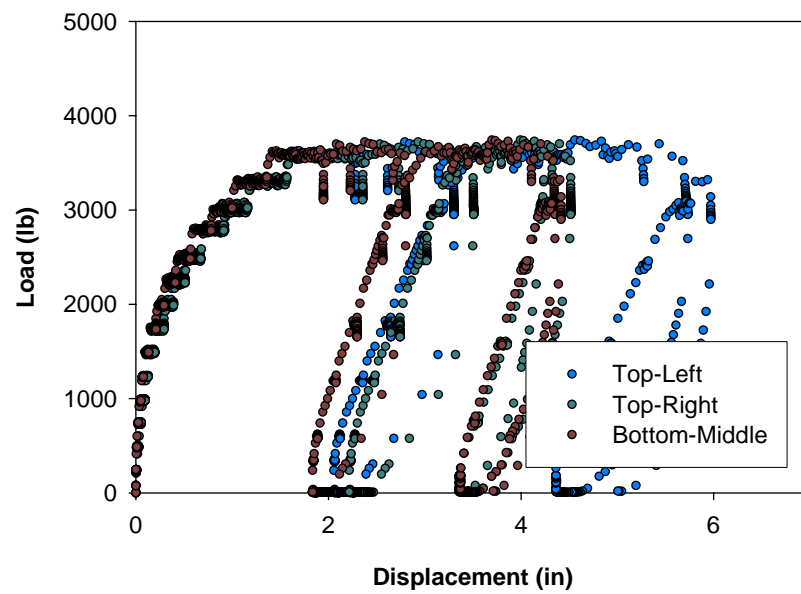 5000
4000
3000
2000
1000
0
Load (lb)
Top-Left
Top-Right
Bottom-Middle
0 2 4 6
Displacement (in)